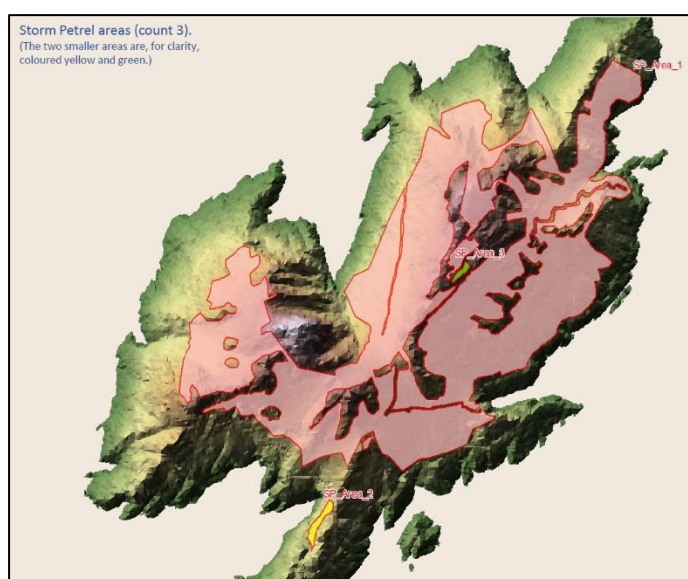 Storm Petrel areas (count 3).
(The two smaller areas are, for clarity,
coloured yellow and green.)
SP_Area_1
SP_Area_3
SP_Area_2